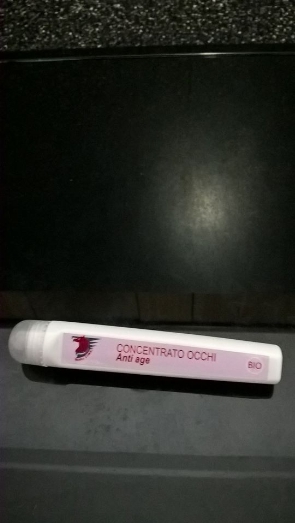 CONCENTRATO OCCHI
Anti age
BIO